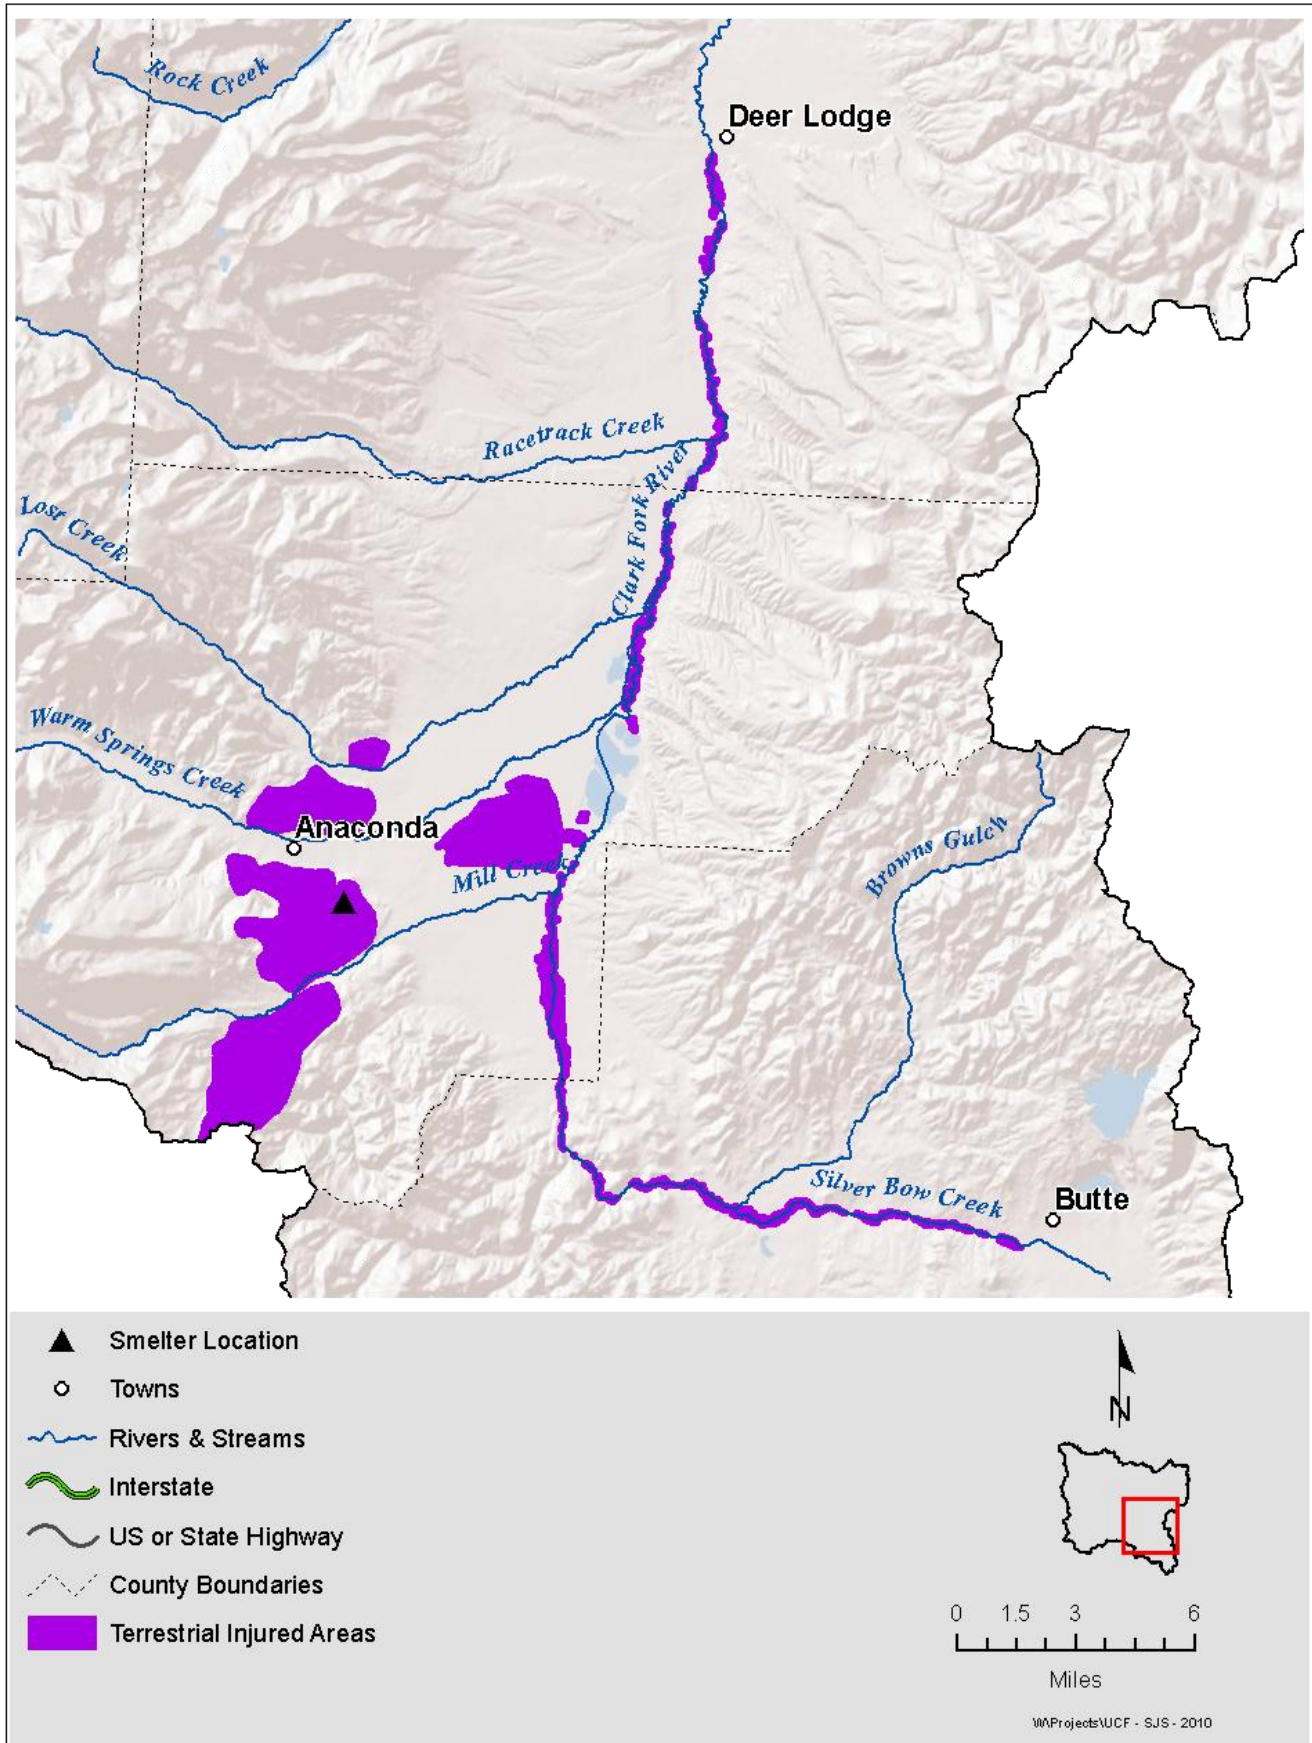 Rock Creek
Deer Lodge
Racetrack Creek
Clark Fork River
Lost Creek
Warm Springs Creek
Anaconda
Mill Creek
Browns Gulch
Silver Bow Creek
Butte
Smelter Location
Towns
Rivers & Streams
Interstate
US or State Highway
County Boundaries
Terrestrial Injured Areas
N
0 1.5 3 6
Miles
W\Projects\UCF - SJS - 2010